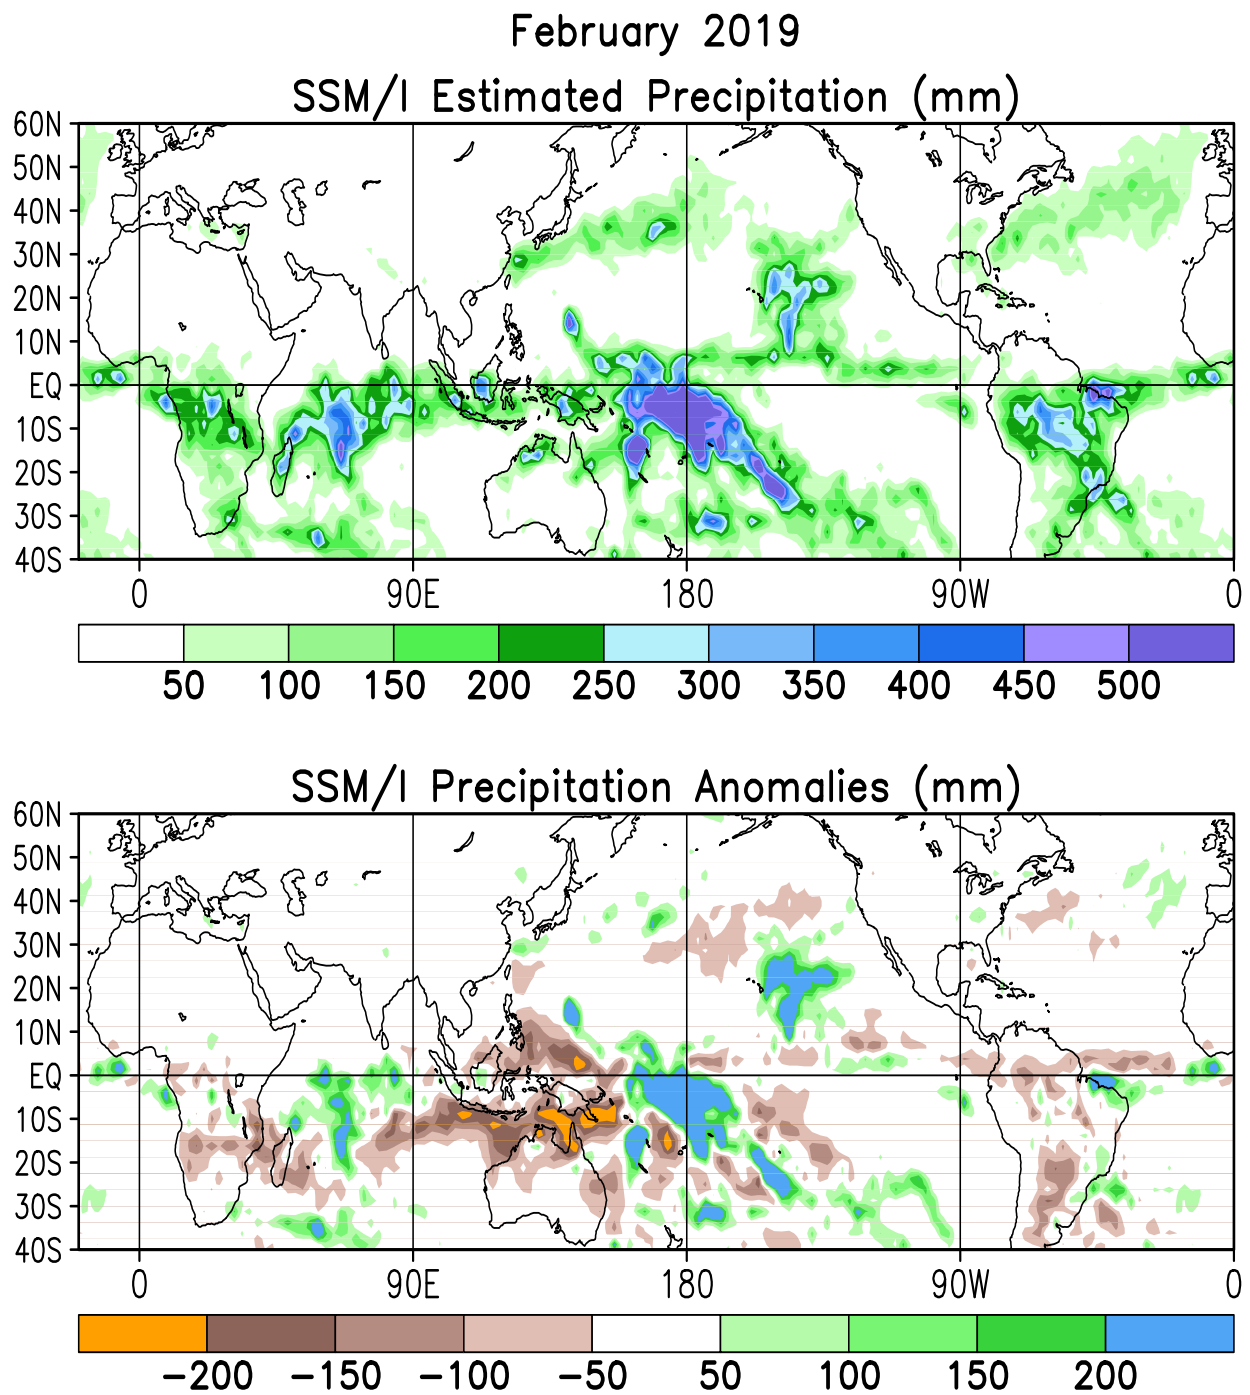 February 2019
SSM/I Estimated Precipitation (mm)
60N
50N
40N
30N
20N
10N
EQ
10S
20S
30S
40S
0 90E 180 90W 0
50 100 150 200 250 300 350 400 450 500
SSM/I Precipitation Anomalies (mm)
60N
50N
40N
30N
20N
10N
EQ
10S
20S
30S
40S
0 90E 180 90W 0
-200 -150 -100 -50 50 100 150 200